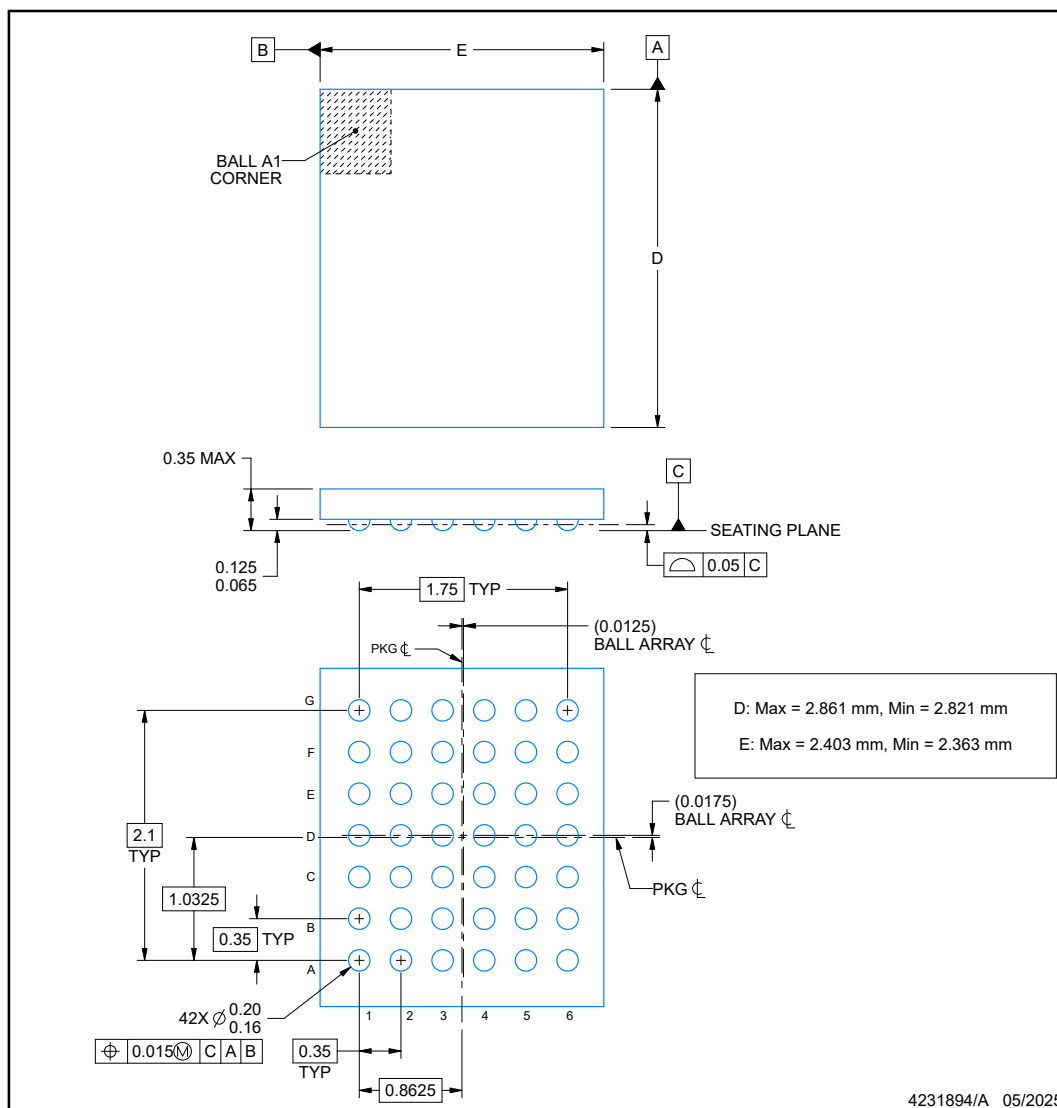 B
E
A
BALL A1
CORNER
D
0.35 MAX
C
SEATING PLANE
0.125
0.065
0.05 C
1.75 TYP
(0.0125)
BALL ARRAY ℄
PKG ℄
G
D: Max = 2.861 mm, Min = 2.821 mm
F
E: Max = 2.403 mm, Min = 2.363 mm
E
(0.0175)
BALL ARRAY ℄
2.1
TYP
D
C
PKG ℄
1.0325
B
0.35 TYP
A
42X ⌀ 0.20
0.16
1 2 3 4 5 6
⌖ 0.015Ⓜ C A B
0.35
TYP
0.8625
4231894/A 05/2025